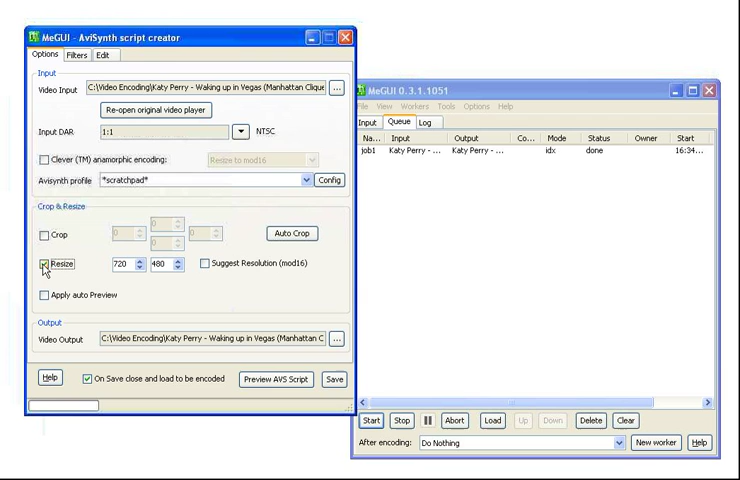 MeGUI - AviSynth script creator
Options Filters Edit
Input
Video Input C:\Video Encoding\Katy Perry - Waking up in Vegas (Manhattan Clique ...
Re-open original video player
Input DAR 1:1 NTSC
Clever (TM) anamorphic encoding: Resize to mod16
Avisynth profile *scratchpad* Config
Crop & Resize
0
Crop 0 0 Auto Crop
0
Resize 720 480 Suggest Resolution (mod16)
Apply auto Preview
Output
Video Output C:\Video Encoding\Katy Perry - Waking up in Vegas (Manhattan C ...
Help On Save close and load to be encoded Preview AVS Script Save
MeGUI 0.3.1.1051
File View Workers Tools Options Help
Input Queue Log
Na... Input Output Co... Mode Status Owner Start
job1 Katy Perry - ... Katy Perry - ... idx done 16:34...
Start Stop Abort Load Up Down Delete Clear
After encoding: Do Nothing New worker Help